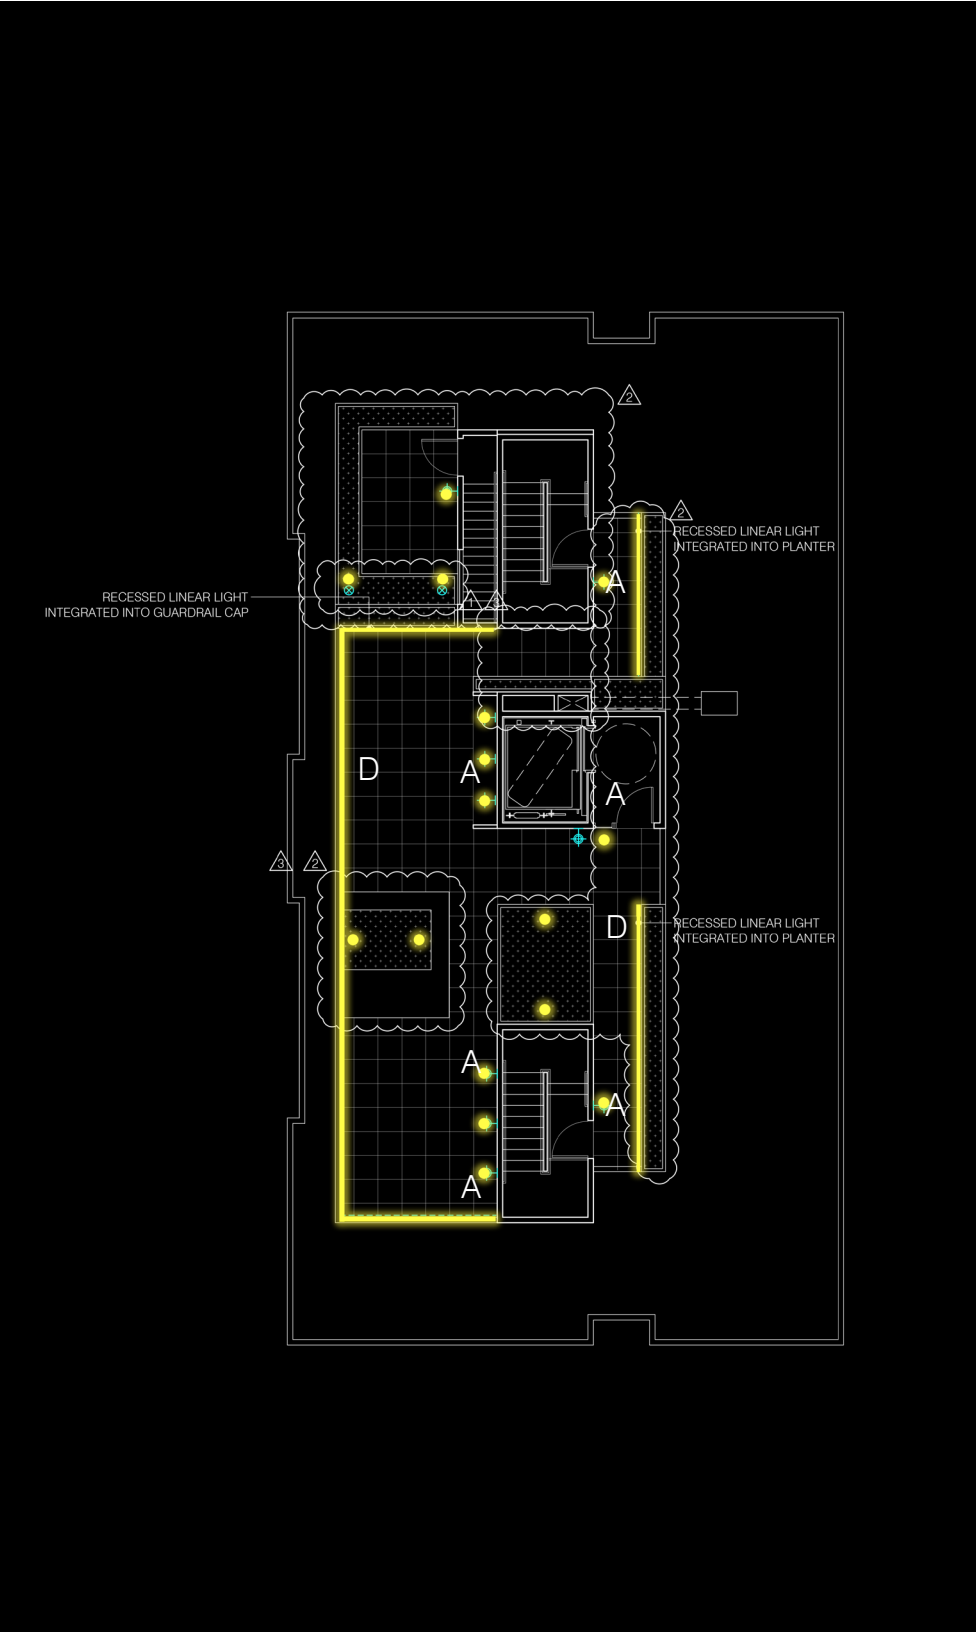 2
2
RECESSED LINEAR LIGHT
INTEGRATED INTO PLANTER
A
RECESSED LINEAR LIGHT
INTEGRATED INTO GUARDRAIL CAP
1
D
A
A
3
2
D
RECESSED LINEAR LIGHT
INTEGRATED INTO PLANTER
A
A
A